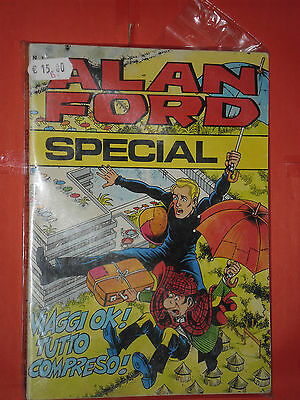 € 15,00
ALAN
FORD
SPECIAL
VIAGGI OK!
TUTTO
COMPRESO!